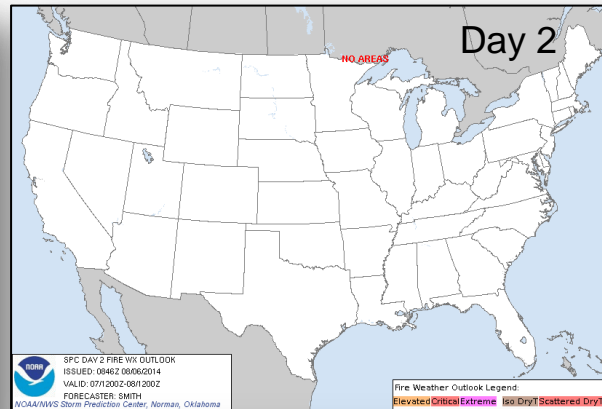 Day 2
NO AREAS
NOAA
SPC DAY 2 FIRE WX OUTLOOK
ISSUED: 0846Z 08/06/2014
VALID: 07/1200Z-08/1200Z
FORECASTER: SMITH
NOAA/NWS Storm Prediction Center, Norman, Oklahoma
Fire Weather Outlook Legend:
Elevated Critical Extreme Iso DryT Scattered DryT